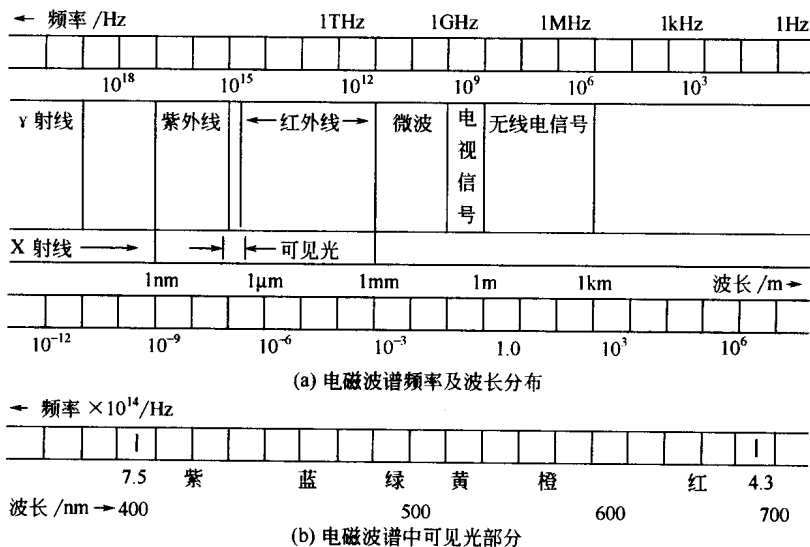 ← 频率 /Hz 1THz 1GHz 1MHz 1kHz 1Hz
10¹⁸ 10¹⁵ 10¹² 10⁹ 10⁶ 10³
γ 射线 紫外线 ←红外线→ 微波 电视信号 无线电信号
X 射线 → → ← 可见光
1nm 1μm 1mm 1m 1km 波长 /m →
10⁻¹² 10⁻⁹ 10⁻⁶ 10⁻³ 1.0 10³ 10⁶
(a) 电磁波谱频率及波长分布
← 频率 ×10¹⁴/Hz
7.5 紫 蓝 绿 黄 橙 红 4.3
波长/nm → 400 500 600 700
(b) 电磁波谱中可见光部分